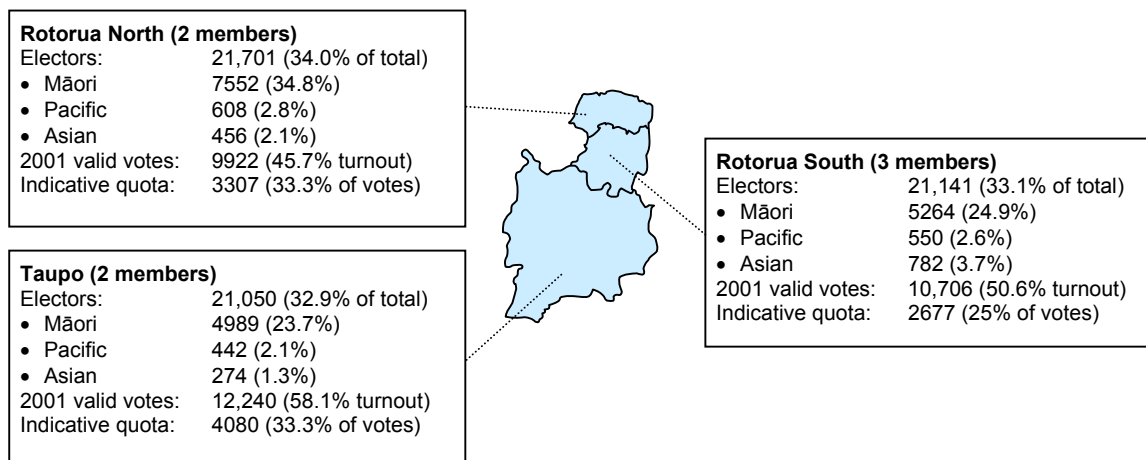 Rotorua North (2 members)
Electors: 21,701 (34.0% of total)
• Māori 7552 (34.8%)
• Pacific 608 (2.8%)
• Asian 456 (2.1%)
2001 valid votes: 9922 (45.7% turnout)
Indicative quota: 3307 (33.3% of votes)
Rotorua South (3 members)
Electors: 21,141 (33.1% of total)
• Māori 5264 (24.9%)
• Pacific 550 (2.6%)
• Asian 782 (3.7%)
2001 valid votes: 10,706 (50.6% turnout)
Indicative quota: 2677 (25% of votes)
Taupo (2 members)
Electors: 21,050 (32.9% of total)
• Māori 4989 (23.7%)
• Pacific 442 (2.1%)
• Asian 274 (1.3%)
2001 valid votes: 12,240 (58.1% turnout)
Indicative quota: 4080 (33.3% of votes)